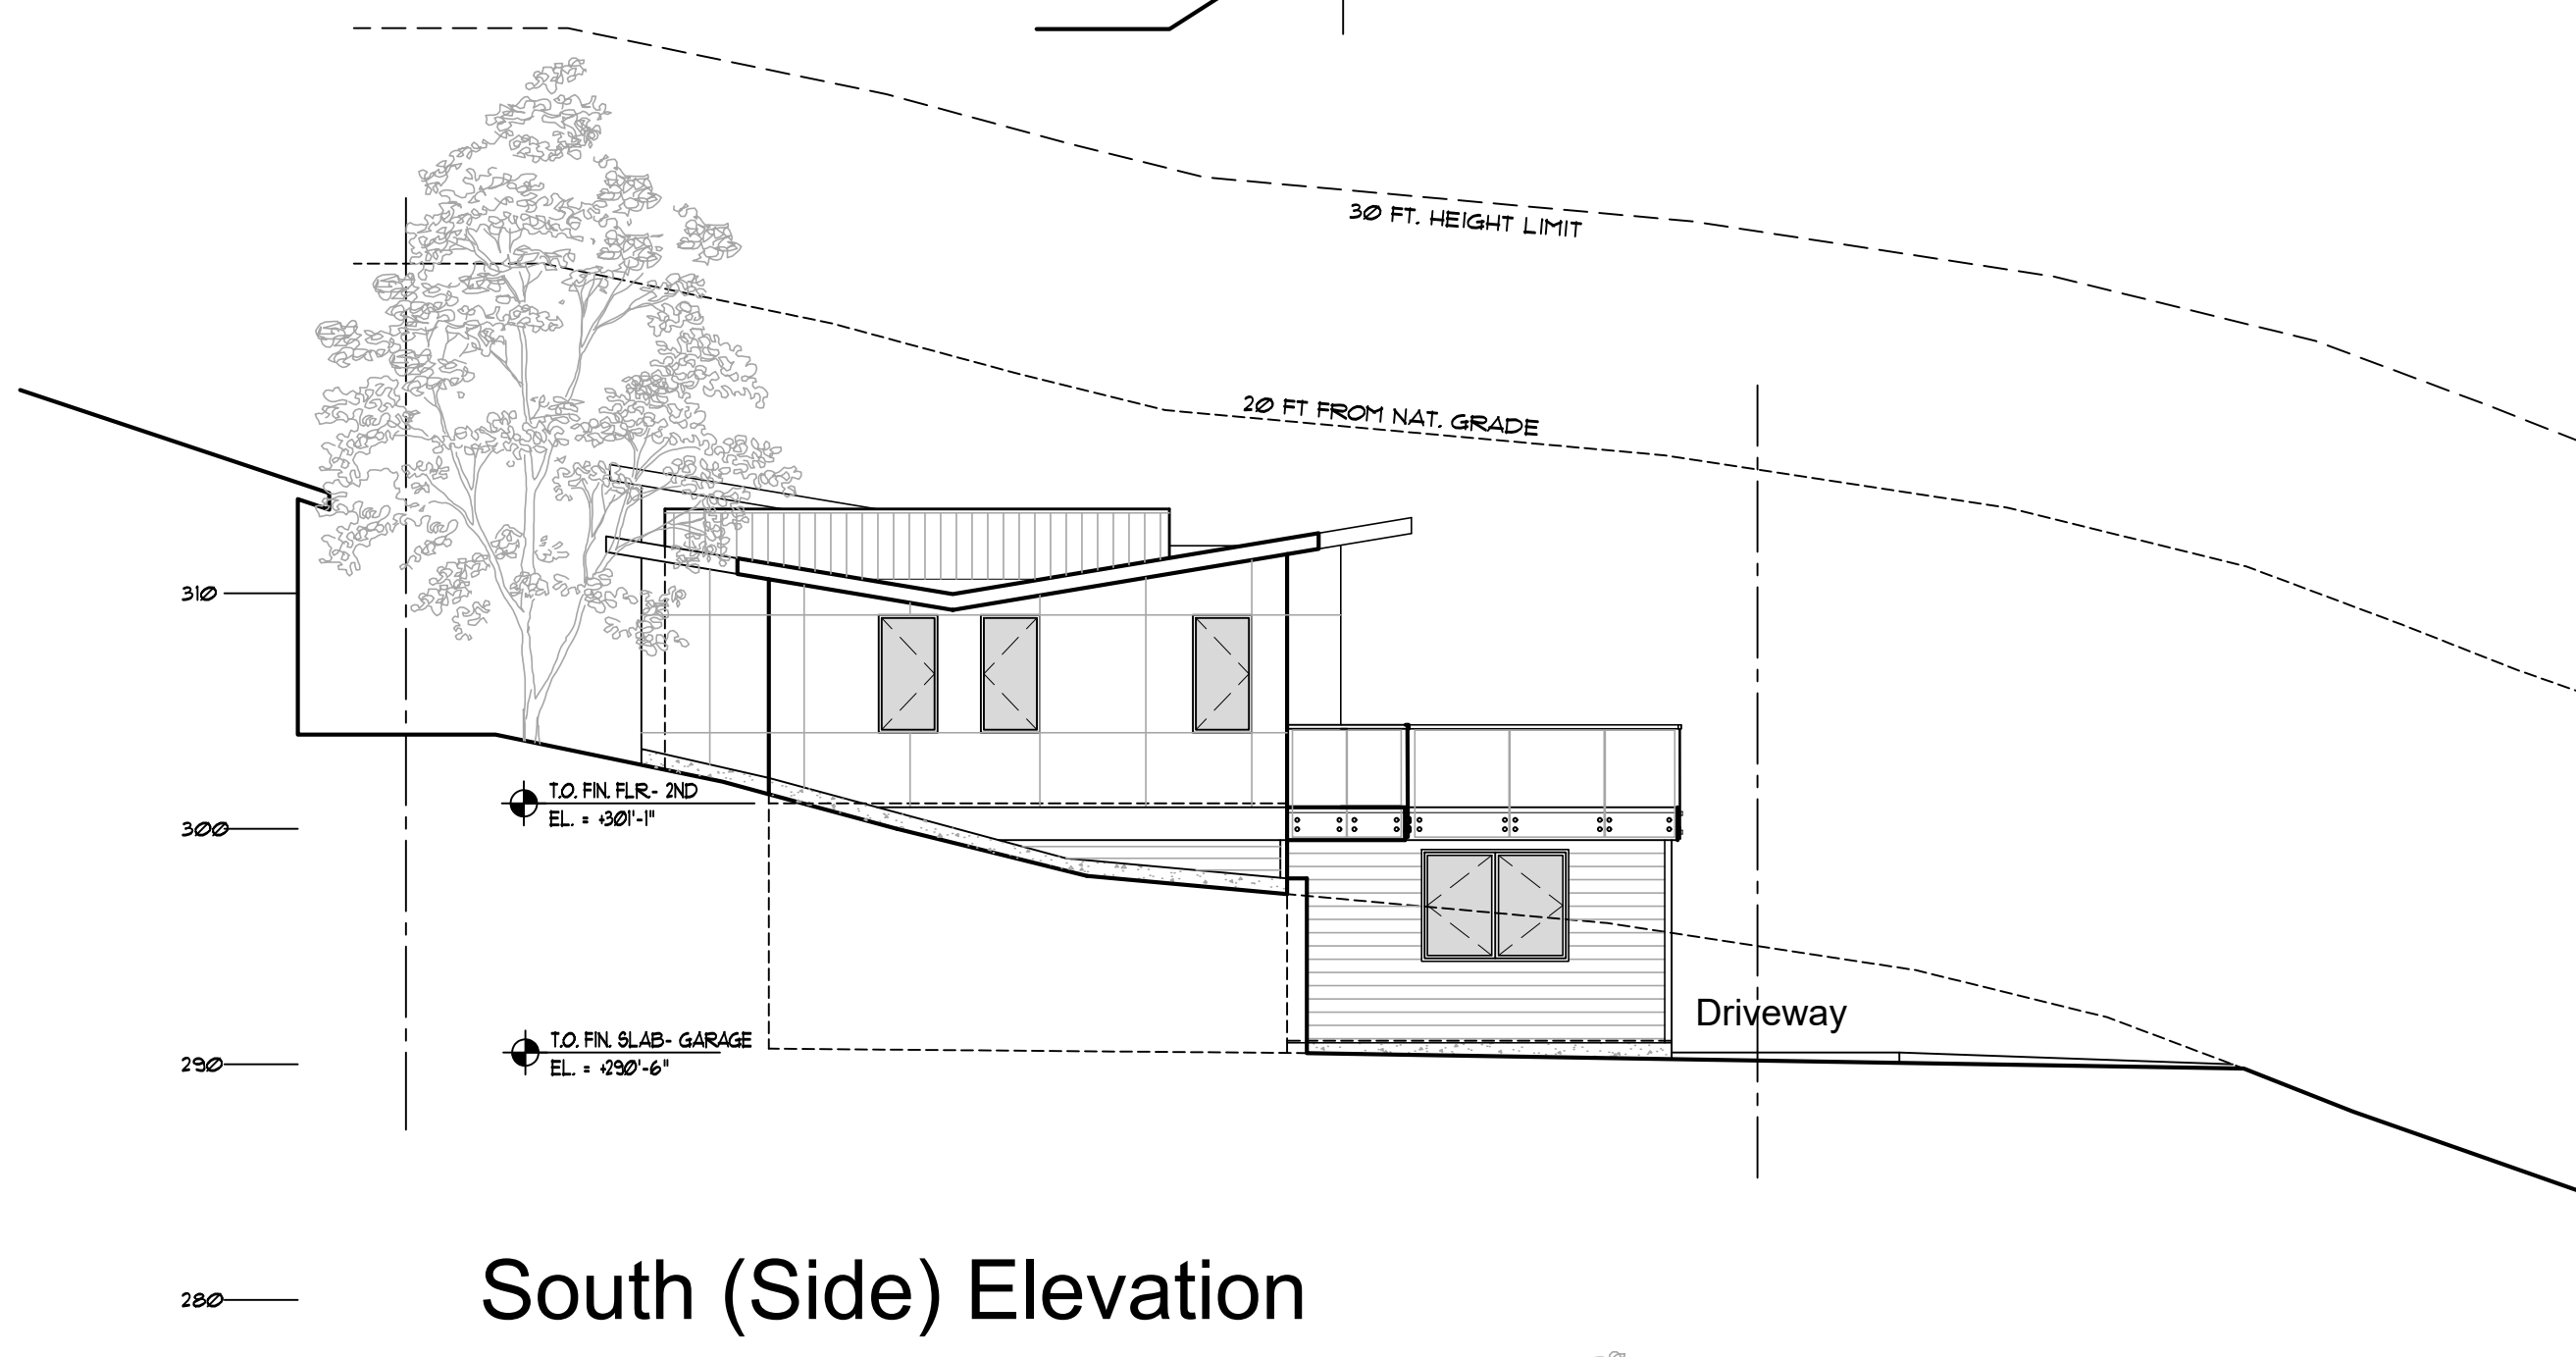 30 FT. HEIGHT LIMIT
20 FT FROM NAT. GRADE
310
T.O. FIN. FLR.- 2ND
EL. = +301'-1"
300
Driveway
T.O. FIN. SLAB- GARAGE
EL. = +290'-6"
290
280
South (Side) Elevation